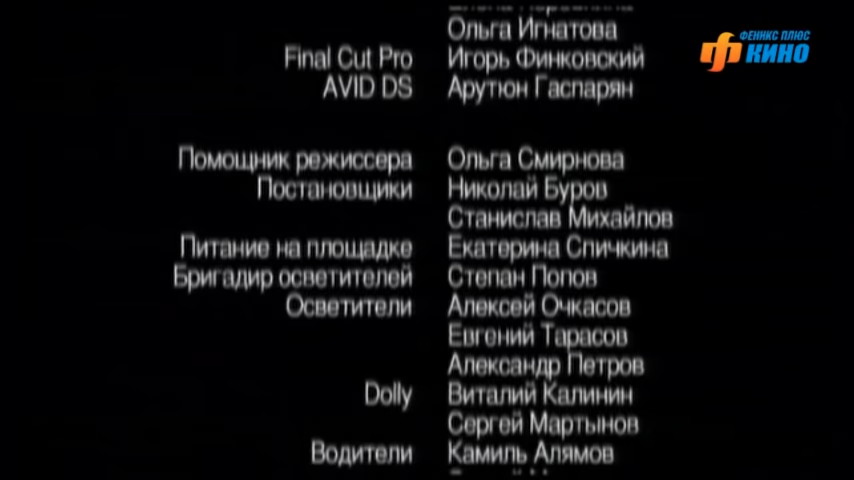 Ольга Игнатова
ФЕНИКС ПЛЮС
КИНО
Final Cut Pro Игорь Финковский
AVID DS Арутюн Гаспарян
Помощник режиссера Ольга Смирнова
Постановщики Николай Буров
Станислав Михайлов
Питание на площадке Екатерина Спичкина
Бригадир осветителей Степан Попов
Осветители Алексей Очкасов
Евгений Тарасов
Александр Петров
Dolly Виталий Калинин
Сергей Мартынов
Водители Камиль Алямов